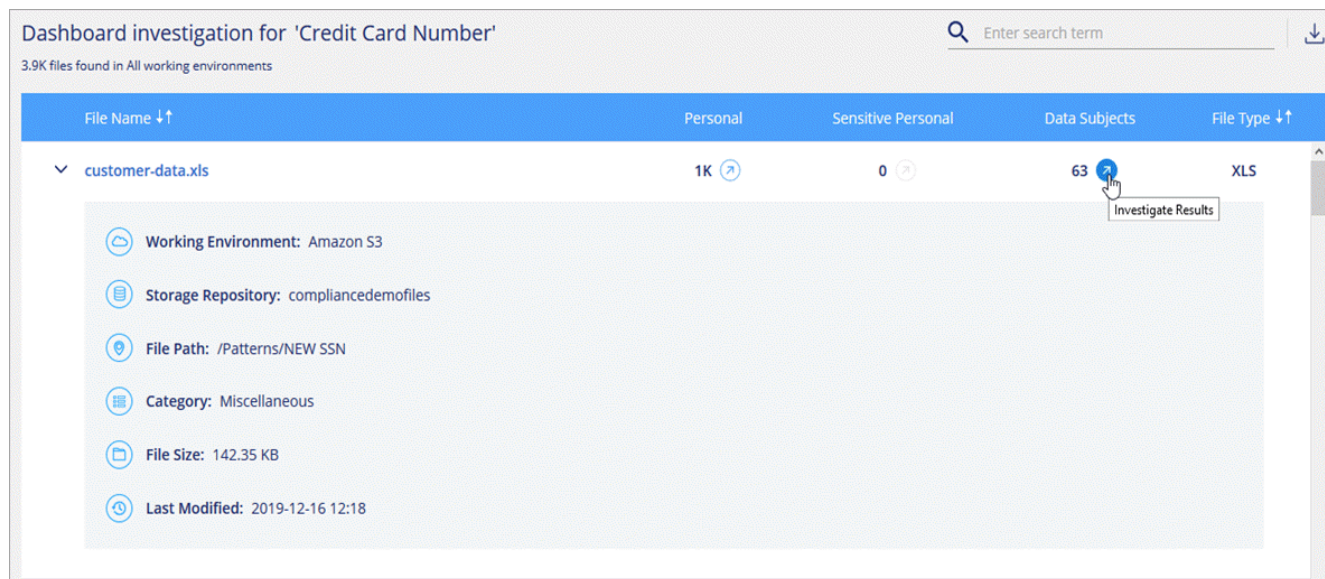 Dashboard investigation for 'Credit Card Number'
Enter search term
3.9K files found in All working environments
File Name Personal Sensitive Personal Data Subjects File Type
customer-data.xls 1K 0 63 XLS
Investigate Results
Working Environment: Amazon S3
Storage Repository: compliancedemofiles
File Path: /Patterns/NEW SSN
Category: Miscellaneous
File Size: 142.35 KB
Last Modified: 2019-12-16 12:18